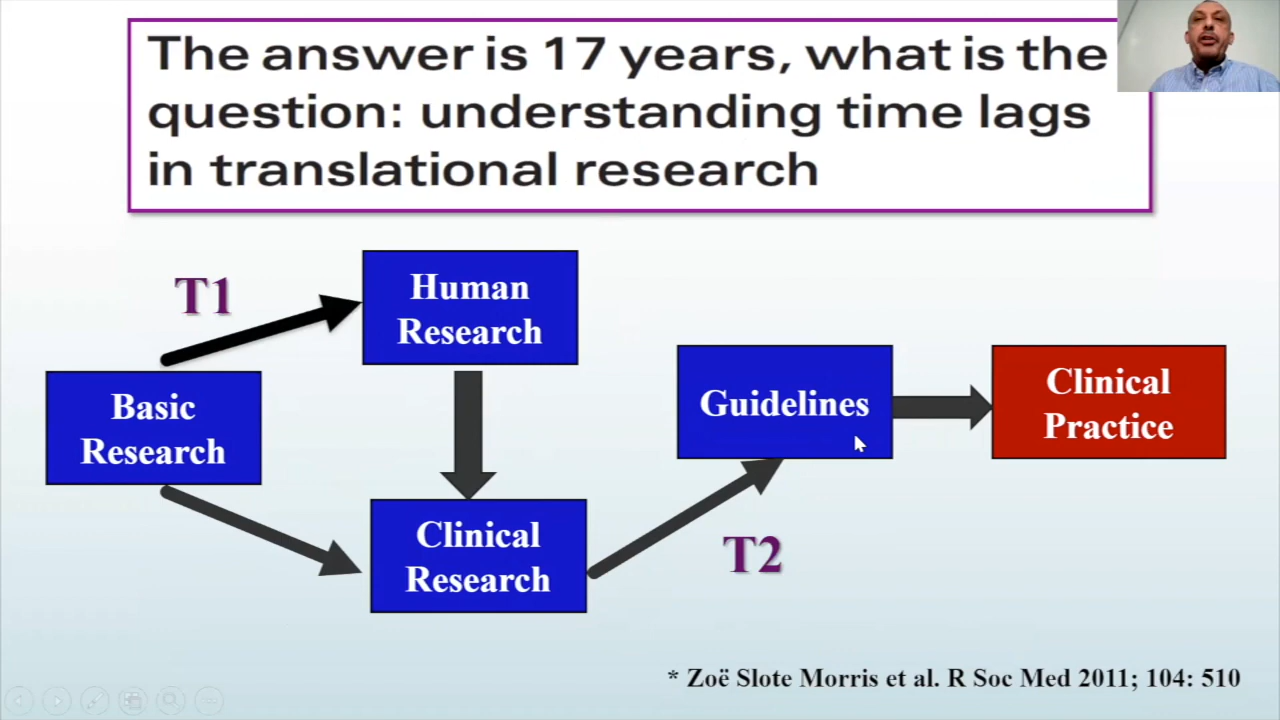 The answer is 17 years, what is the
question: understanding time lags
in translational research
T1
Human
Research
Basic
Research
Guidelines
Clinical
Practice
Clinical
Research
T2
* Zoë Slote Morris et al. R Soc Med 2011; 104: 510